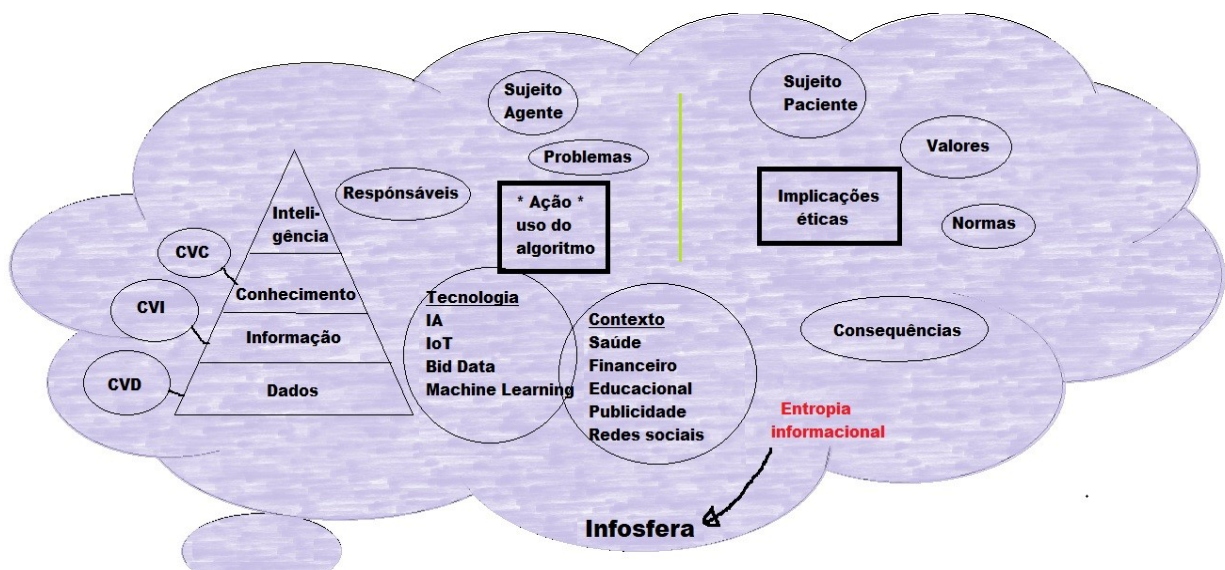 Sujeito
Agente
Problemas
Respónsáveis
* Ação *
uso do
algoritmo
Sujeito
Paciente
Valores
Implicações
éticas
Normas
Consequências
Inteli-
gência
Conhecimento
Informação
Dados
CVC
CVI
CVD
Tecnologia
IA
IoT
Bid Data
Machine Learning
Contexto
Saúde
Financeiro
Educacional
Publicidade
Redes sociais
Entropia
informacional
Infosfera